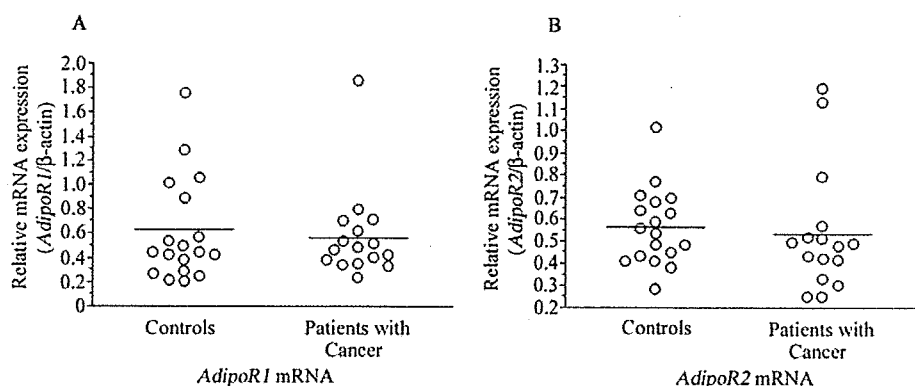 A
Relative mRNA expression
(AdipoR1/β-actin)
2.0
1.8
1.6
1.4
1.2
1.0
0.8
0.6
0.4
0.2
0
Controls
Patients with
Cancer
AdipoR1 mRNA
B
Relative mRNA expression
(AdipoR2/β-actin)
1.3
1.2
1.1
1.0
0.9
0.8
0.7
0.6
0.5
0.4
0.3
0.2
Controls
Patients with
Cancer
AdipoR2 mRNA